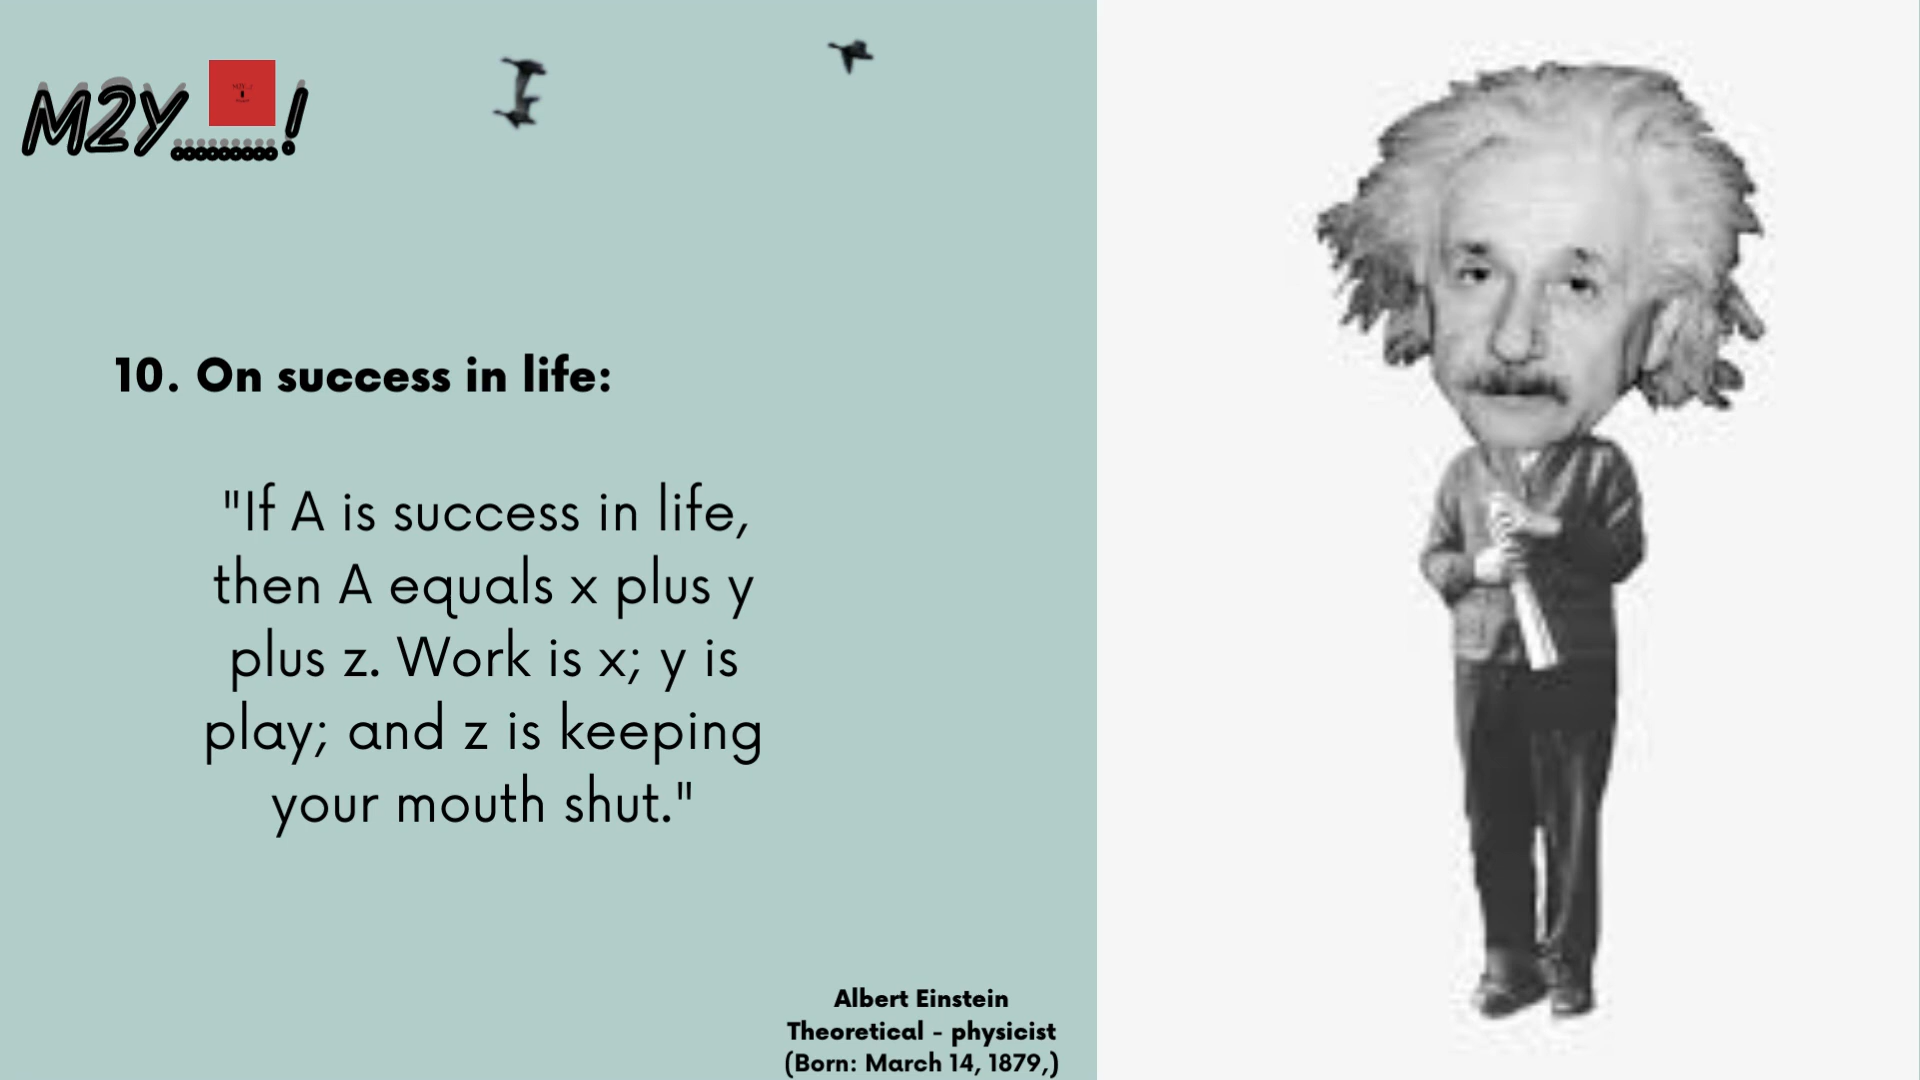 M2Y.........!
10. On success in life:
"If A is success in life,
then A equals x plus y
plus z. Work is x; y is
play; and z is keeping
your mouth shut."
Albert Einstein
Theoretical - physicist
(Born: March 14, 1879,)